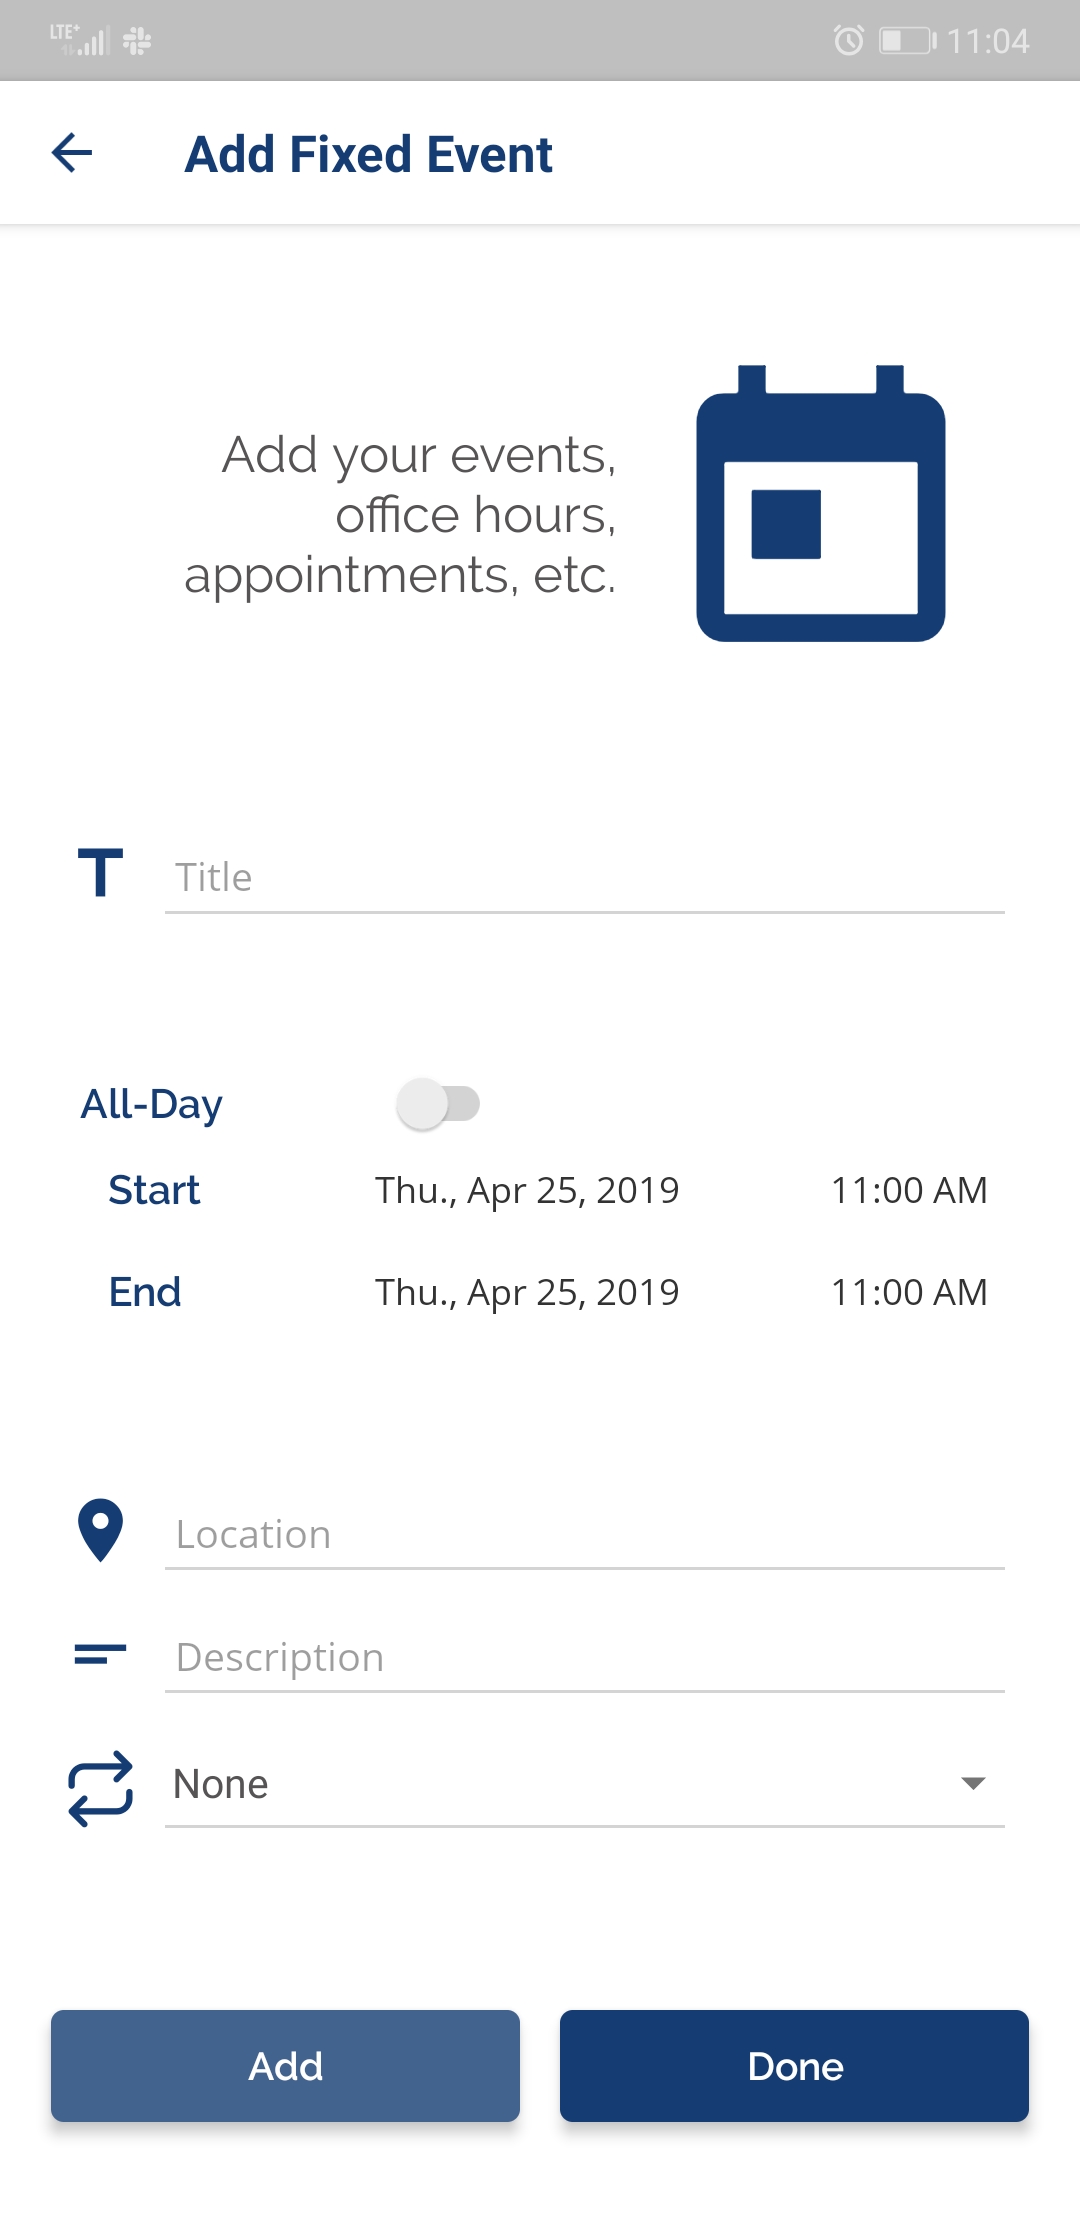 LTE+ 11:04
Add Fixed Event
Add your events,
office hours,
appointments, etc.
Title
All-Day
Start Thu., Apr 25, 2019 11:00 AM
End Thu., Apr 25, 2019 11:00 AM
Location
Description
None
Add Done